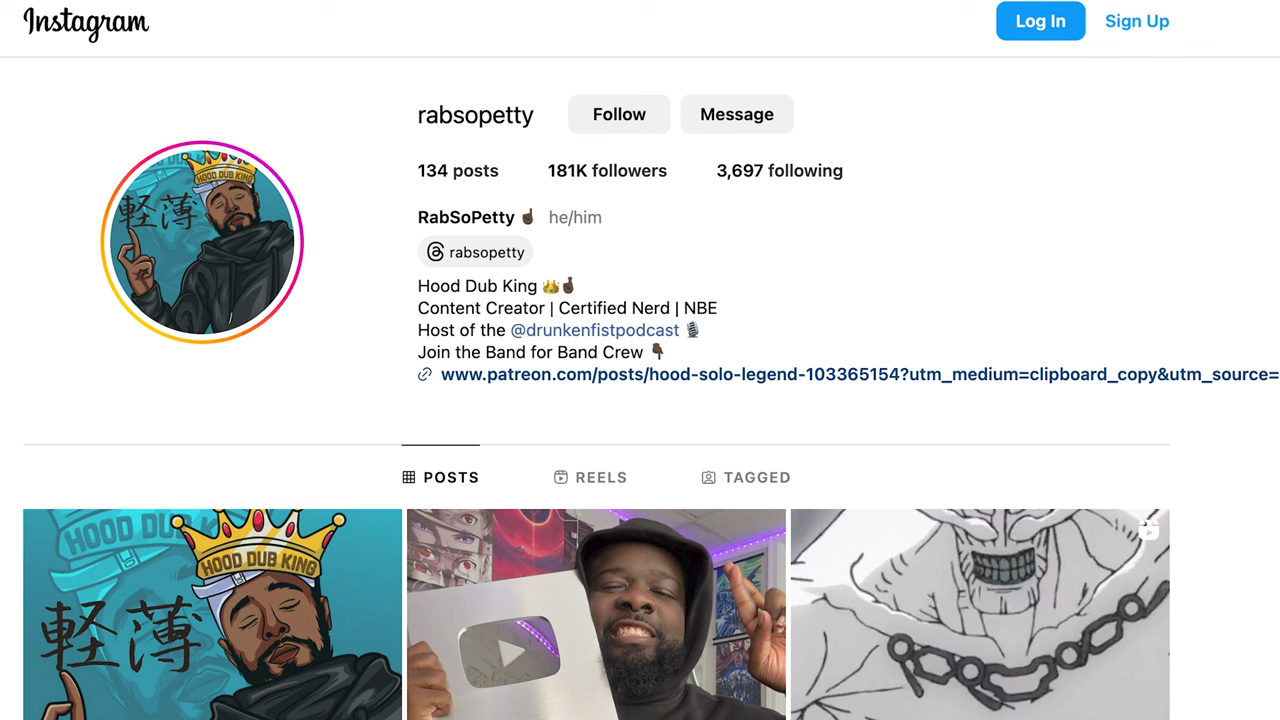 Instagram
Log In
Sign Up
rabsopetty
Follow
Message
134 posts
181K followers
3,697 following
RabSoPetty ☝🏿 he/him
rabsopetty
Hood Dub King 👑🤞🏿
Content Creator | Certified Nerd | NBE
Host of the @drunkenfistpodcast 🎙️
Join the Band for Band Crew 👇🏿
www.patreon.com/posts/hood-solo-legend-103365154?utm_medium=clipboard_copy&utm_source=
HOOD DUB KING
軽薄
POSTS
REELS
TAGGED
HOOD DUB K
HOOD DUB KING
軽薄